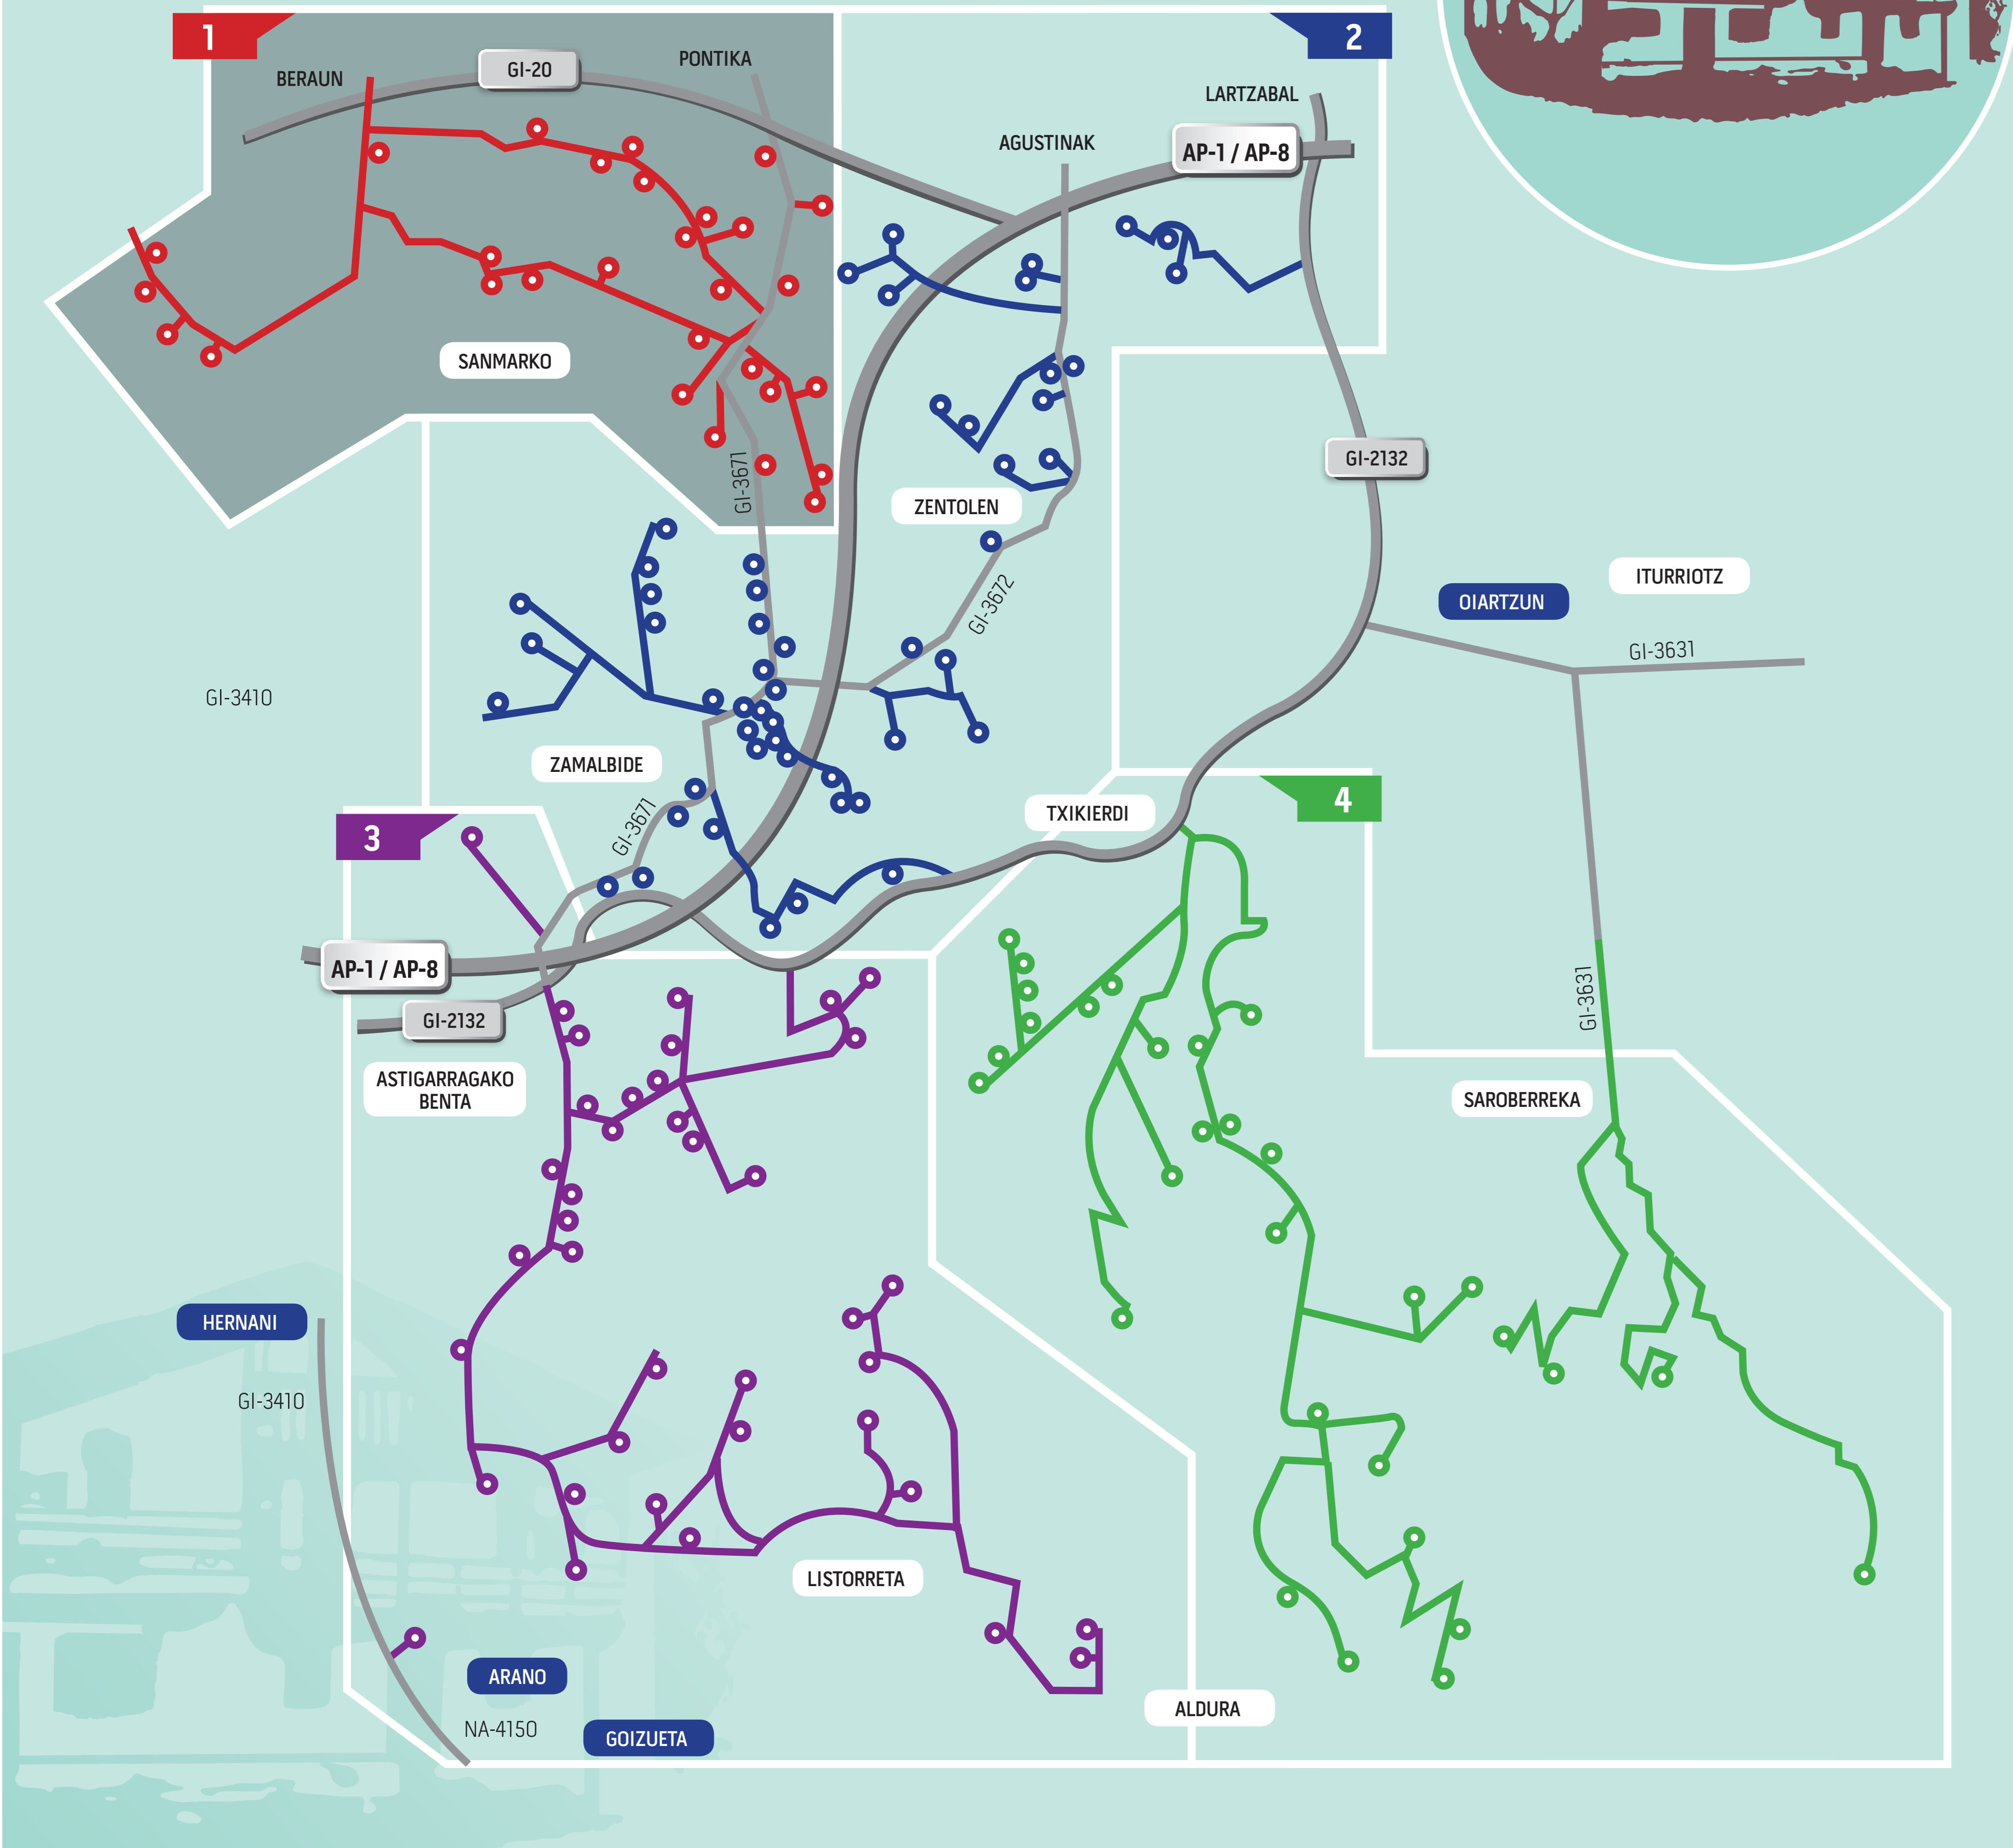 1
2
BERAUN
GI-20
PONTIKA
LARTZABAL
AGUSTINAK
AP-1 / AP-8
SANMARKO
GI-3671
GI-2132
ZENTOLEN
GI-3672
ITURRIOTZ
OIARTZUN
GI-3631
GI-3410
ZAMALBIDE
GI-3671
TXIKIERDI
4
3
AP-1 / AP-8
GI-2132
GI-3631
ASTIGARRAGAKO
BENTA
SAROBERREKA
HERNANI
GI-3410
LISTORRETA
ARANO
ALDURA
NA-4150
GOIZUETA